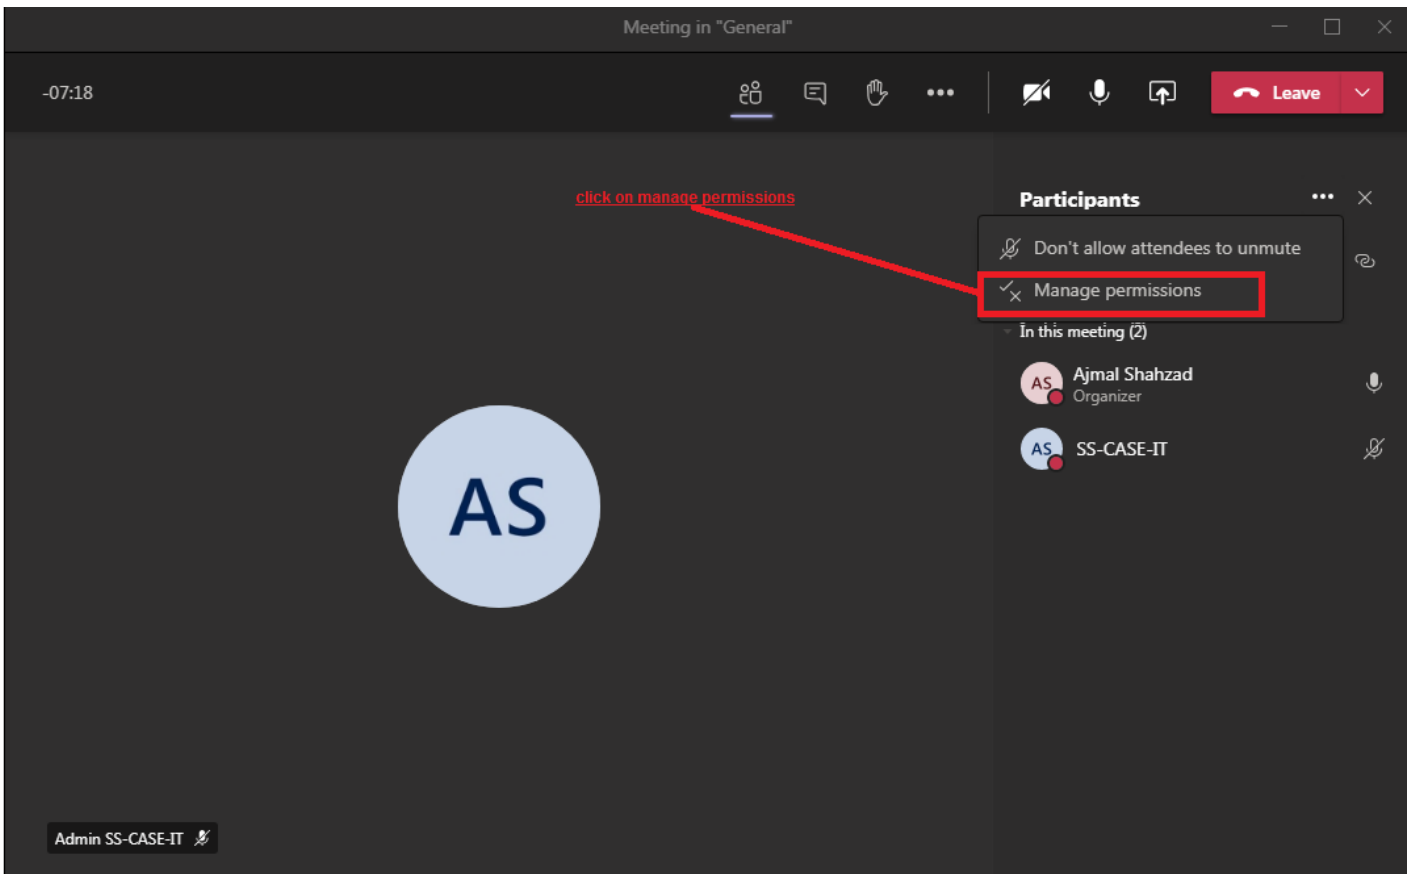 Meeting in "General"
-07:18
Leave
click on manage permissions
Participants
Don't allow attendees to unmute
Manage permissions
In this meeting (2)
AS
Ajmal Shahzad
Organizer
AS
SS-CASE-IT
AS
Admin SS-CASE-IT